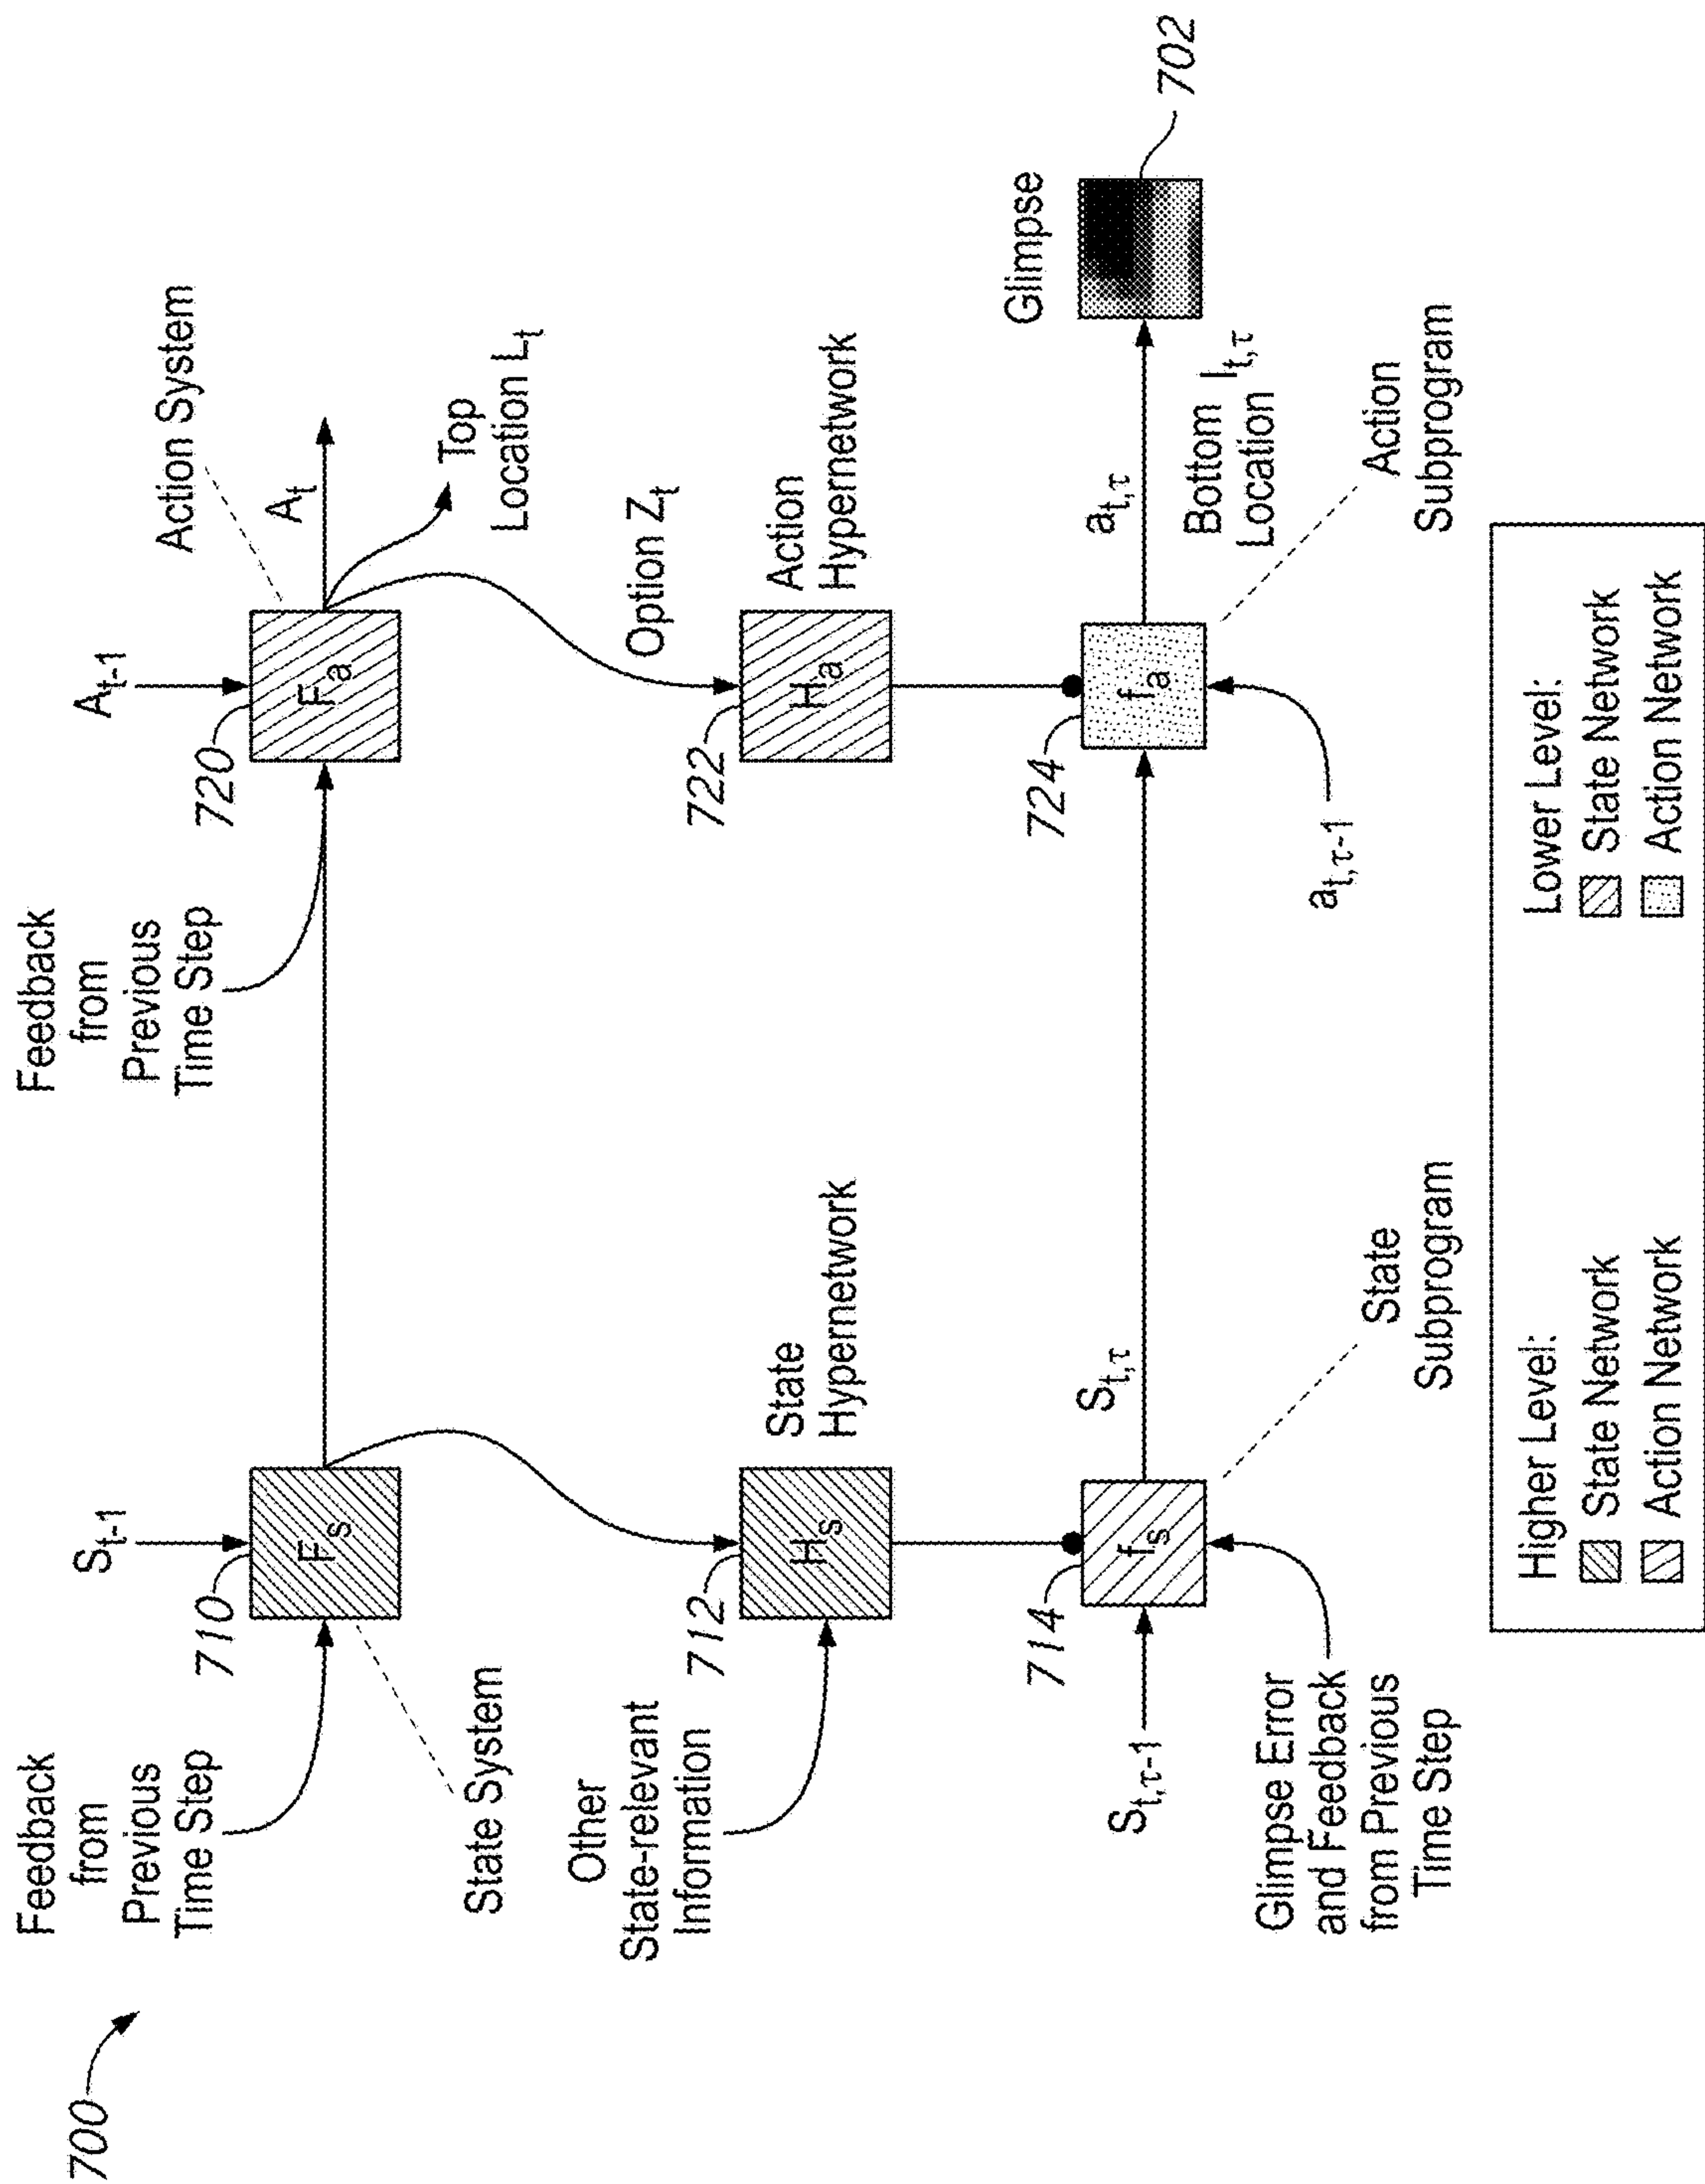 700
Feedback
from
Previous
Time Step
S_{t-1}
710
F_s
State System
Feedback
from
Previous
Time Step
A_{t-1}
720
F_a
Action System
A_t
Top
Location L_t
Other
State-relevant
Information
712
H_s
State
Hypernetwork
Option Z_t
722
H_a
Action
Hypernetwork
S_{t,τ-1}
714
f_s
S_{t,τ}
Glimpse Error
and Feedback
from Previous
Time Step
State
Subprogram
724
f_a
a_{t,τ-1}
a_{t,τ}
Bottom l_{t,τ}
Location
Action
Subprogram
Glimpse
702
Higher Level:
State Network
Action Network
Lower Level:
State Network
Action Network